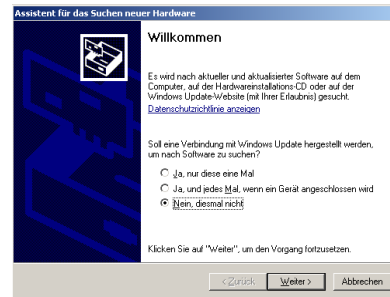 Assistent für das Suchen neuer Hardware
Willkommen
Es wird nach aktueller und aktualisierter Software auf dem
Computer, auf der Hardwareinstallations-CD oder auf der
Windows Update-Website (mit Ihrer Erlaubnis) gesucht.
Datenschutzrichtlinie anzeigen
Soll eine Verbindung mit Windows Update hergestellt werden,
um nach Software zu suchen?
Ja, nur diese eine Mal
Ja, und jedes Mal, wenn ein Gerät angeschlossen wird
Nein, diesmal nicht
Klicken Sie auf "Weiter", um den Vorgang fortzusetzen.
< Zurück Weiter > Abbrechen